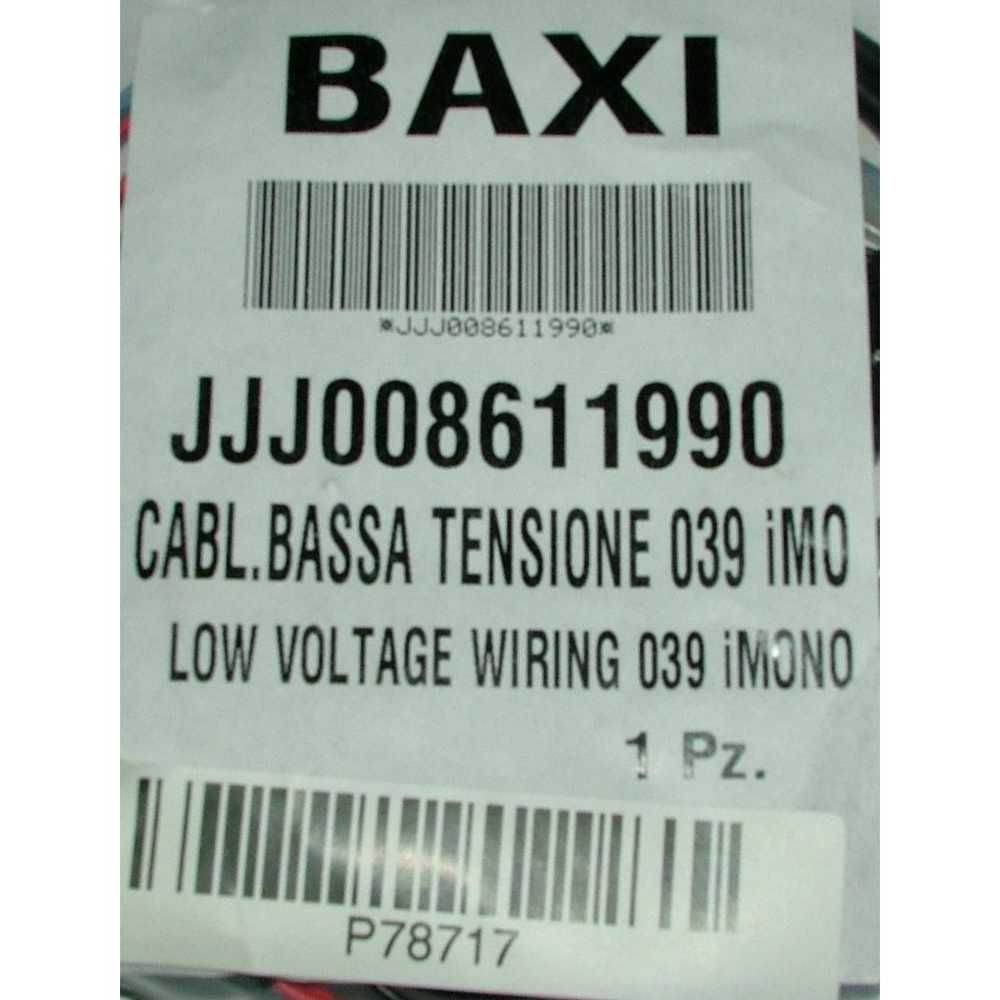 BAXI
*JJJ008611990*
JJJ008611990
CABL.BASSA TENSIONE 039 iMO
LOW VOLTAGE WIRING 039 iMONO
1 Pz.
P78717